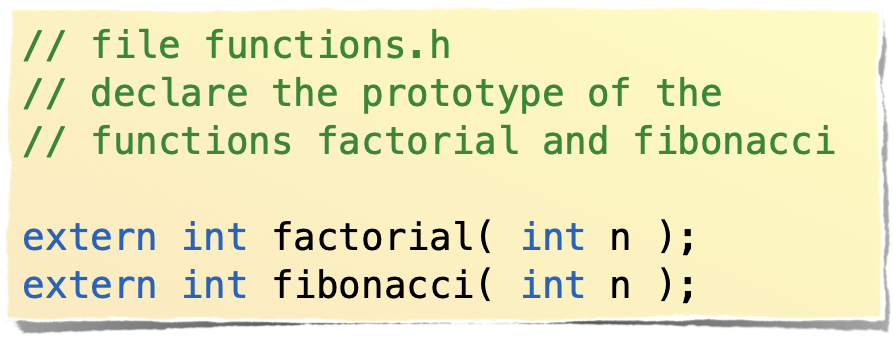 // file functions.h
// declare the prototype of the
// functions factorial and fibonacci
extern int factorial( int n );
extern int fibonacci( int n );